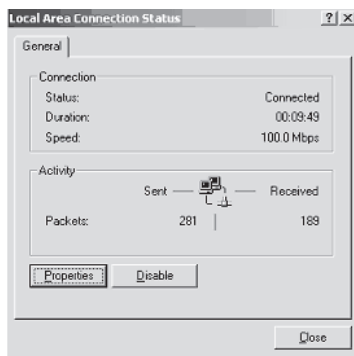 Local Area Connection Status ? ×
General
Connection
Status: Connected
Duration: 00:09:49
Speed: 100.0 Mbps
Activity
Sent Received
Packets: 281 189
Properties Disable
Close